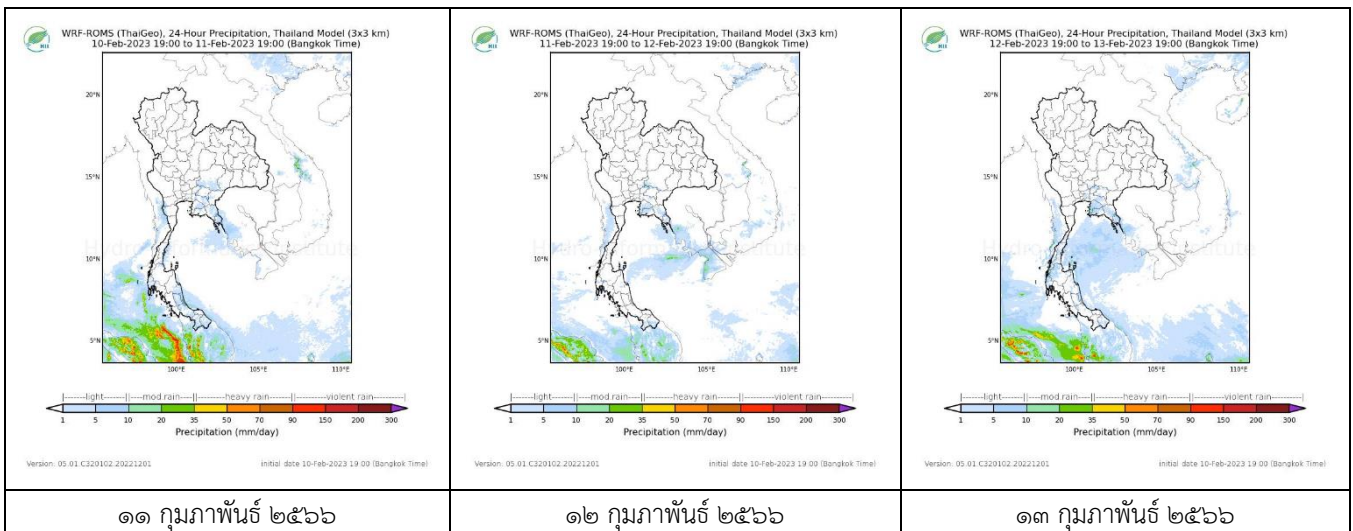 WRF-ROMS (ThaiGeo), 24-Hour Precipitation, Thailand Model (3x3 km)
10-Feb-2023 19:00 to 11-Feb-2023 19:00 (Bangkok Time)
20°N
15°N
10°N
5°N
100°E 105°E 110°E
|-------light-------||----mod.rain----||-------heavy rain-------||-------violent rain-------|
1 5 10 20 35 50 70 90 150 200 300
Precipitation (mm/day)
Version: 05.01.C320102.20221201 initial date 10-Feb-2023 19:00 (Bangkok Time)
๑๑ กุมภาพันธ์ ๒๕๖๖
WRF-ROMS (ThaiGeo), 24-Hour Precipitation, Thailand Model (3x3 km)
11-Feb-2023 19:00 to 12-Feb-2023 19:00 (Bangkok Time)
20°N
15°N
10°N
5°N
100°E 105°E 110°E
|-------light-------||----mod.rain----||-------heavy rain-------||-------violent rain-------|
1 5 10 20 35 50 70 90 150 200 300
Precipitation (mm/day)
Version: 05.01.C320102.20221201 initial date 10-Feb-2023 19:00 (Bangkok Time)
๑๒ กุมภาพันธ์ ๒๕๖๖
WRF-ROMS (ThaiGeo), 24-Hour Precipitation, Thailand Model (3x3 km)
12-Feb-2023 19:00 to 13-Feb-2023 19:00 (Bangkok Time)
20°N
15°N
10°N
5°N
100°E 105°E 110°E
|-------light-------||----mod.rain----||-------heavy rain-------||-------violent rain-------|
1 5 10 20 35 50 70 90 150 200 300
Precipitation (mm/day)
Version: 05.01.C320102.20221201 initial date 10-Feb-2023 19:00 (Bangkok Time)
๑๓ กุมภาพันธ์ ๒๕๖๖